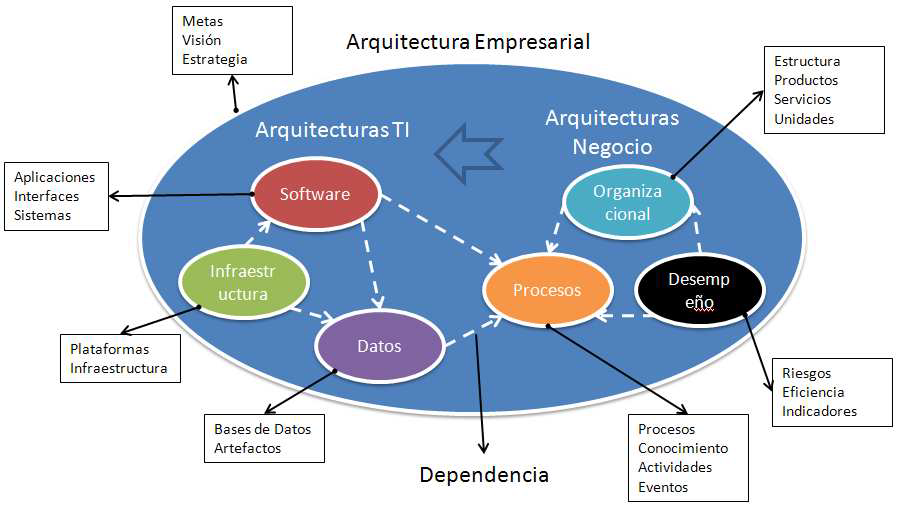 Metas
Visión
Estrategia
Arquitectura Empresarial
Estructura
Productos
Servicios
Unidades
Arquitecturas TI
Arquitecturas
Negocio
Aplicaciones
Interfaces
Sistemas
Software
Organiza
cional
Infraestr
uctura
Procesos
Desemp
eño
Datos
Plataformas
Infraestructura
Riesgos
Eficiencia
Indicadores
Bases de Datos
Artefactos
Dependencia
Procesos
Conocimiento
Actividades
Eventos